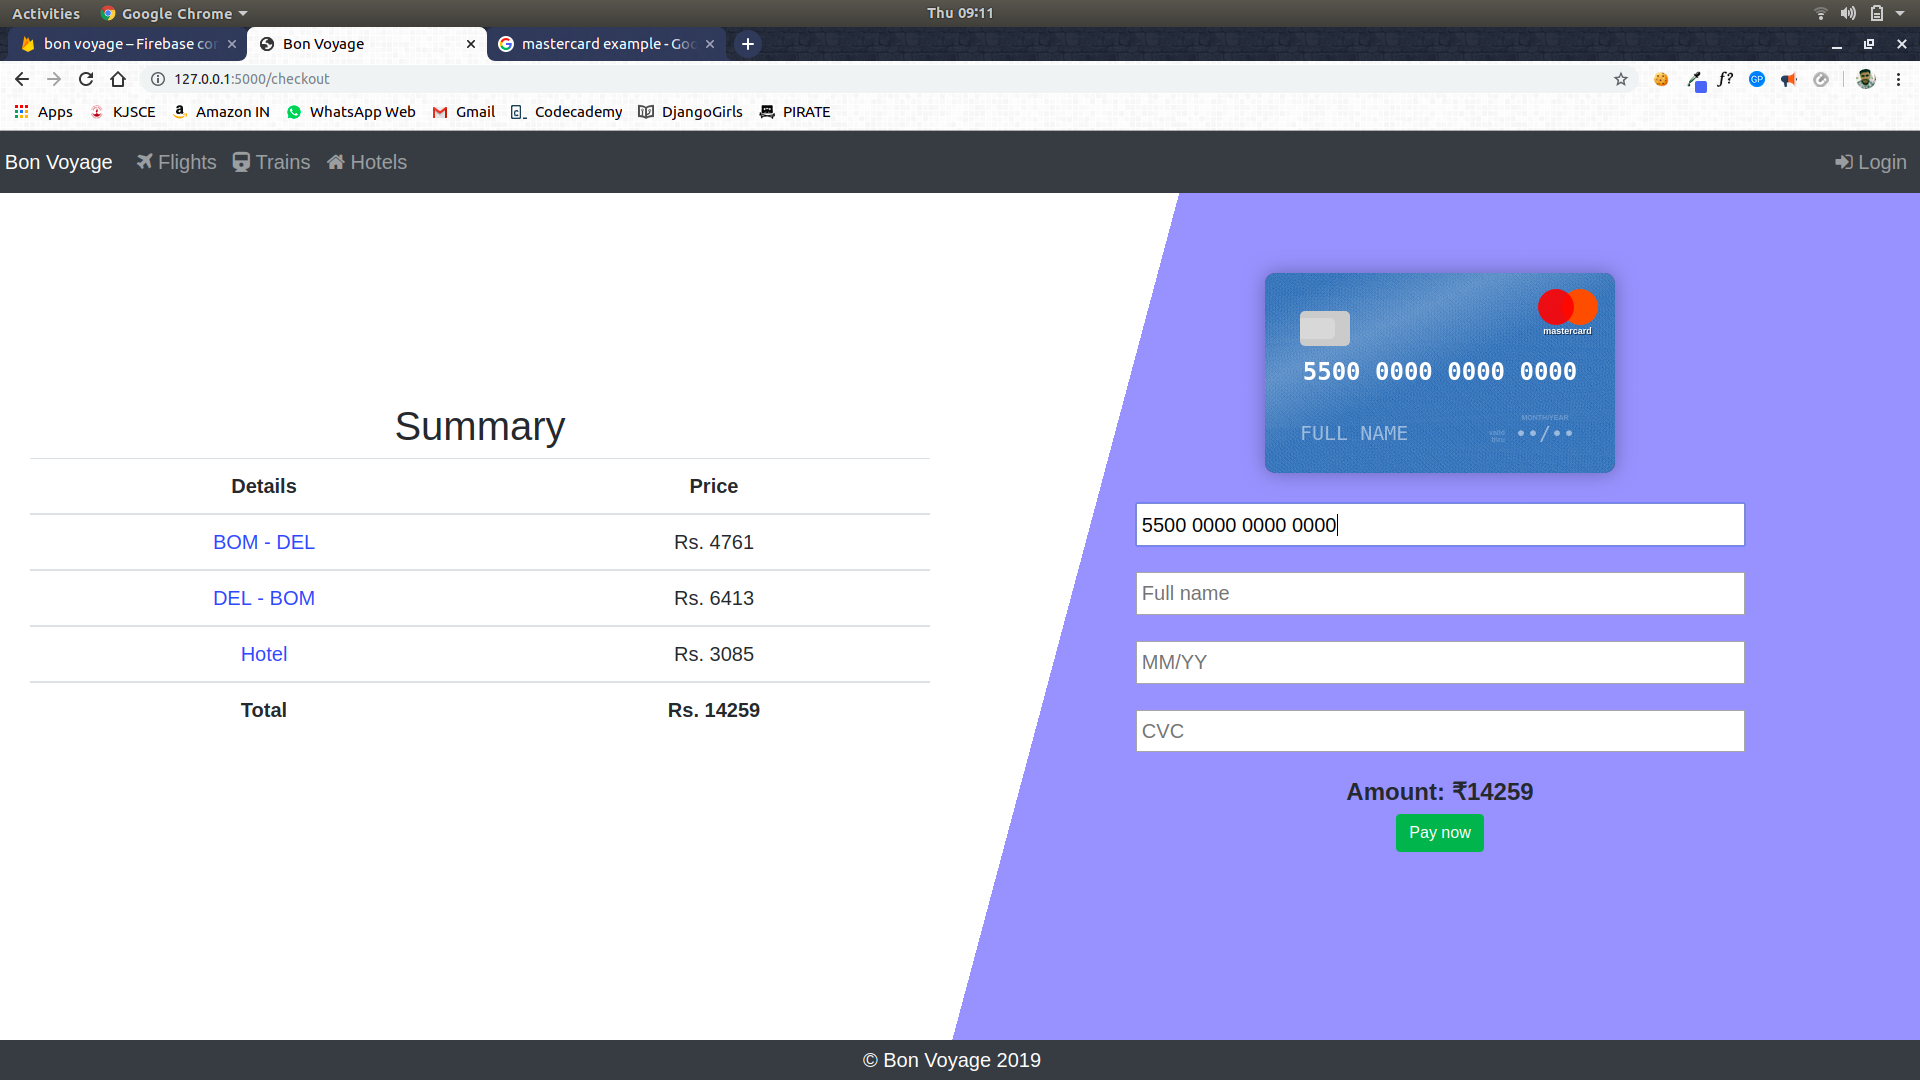 Activities Google Chrome Thu 09:11
bon voyage – Firebase cor Bon Voyage mastercard example - Goo
127.0.0.1:5000/checkout f? GP
Apps KJSCE Amazon IN WhatsApp Web Gmail Codecademy DjangoGirls PIRATE
Bon Voyage Flights Trains Hotels Login
Summary
Details Price
BOM - DEL Rs. 4761
DEL - BOM Rs. 6413
Hotel Rs. 3085
Total Rs. 14259
mastercard
5500 0000 0000 0000
MONTH/YEAR
FULL NAME valid thru ••/••
5500 0000 0000 0000
Full name
MM/YY
CVC
Amount: ₹14259
Pay now
© Bon Voyage 2019